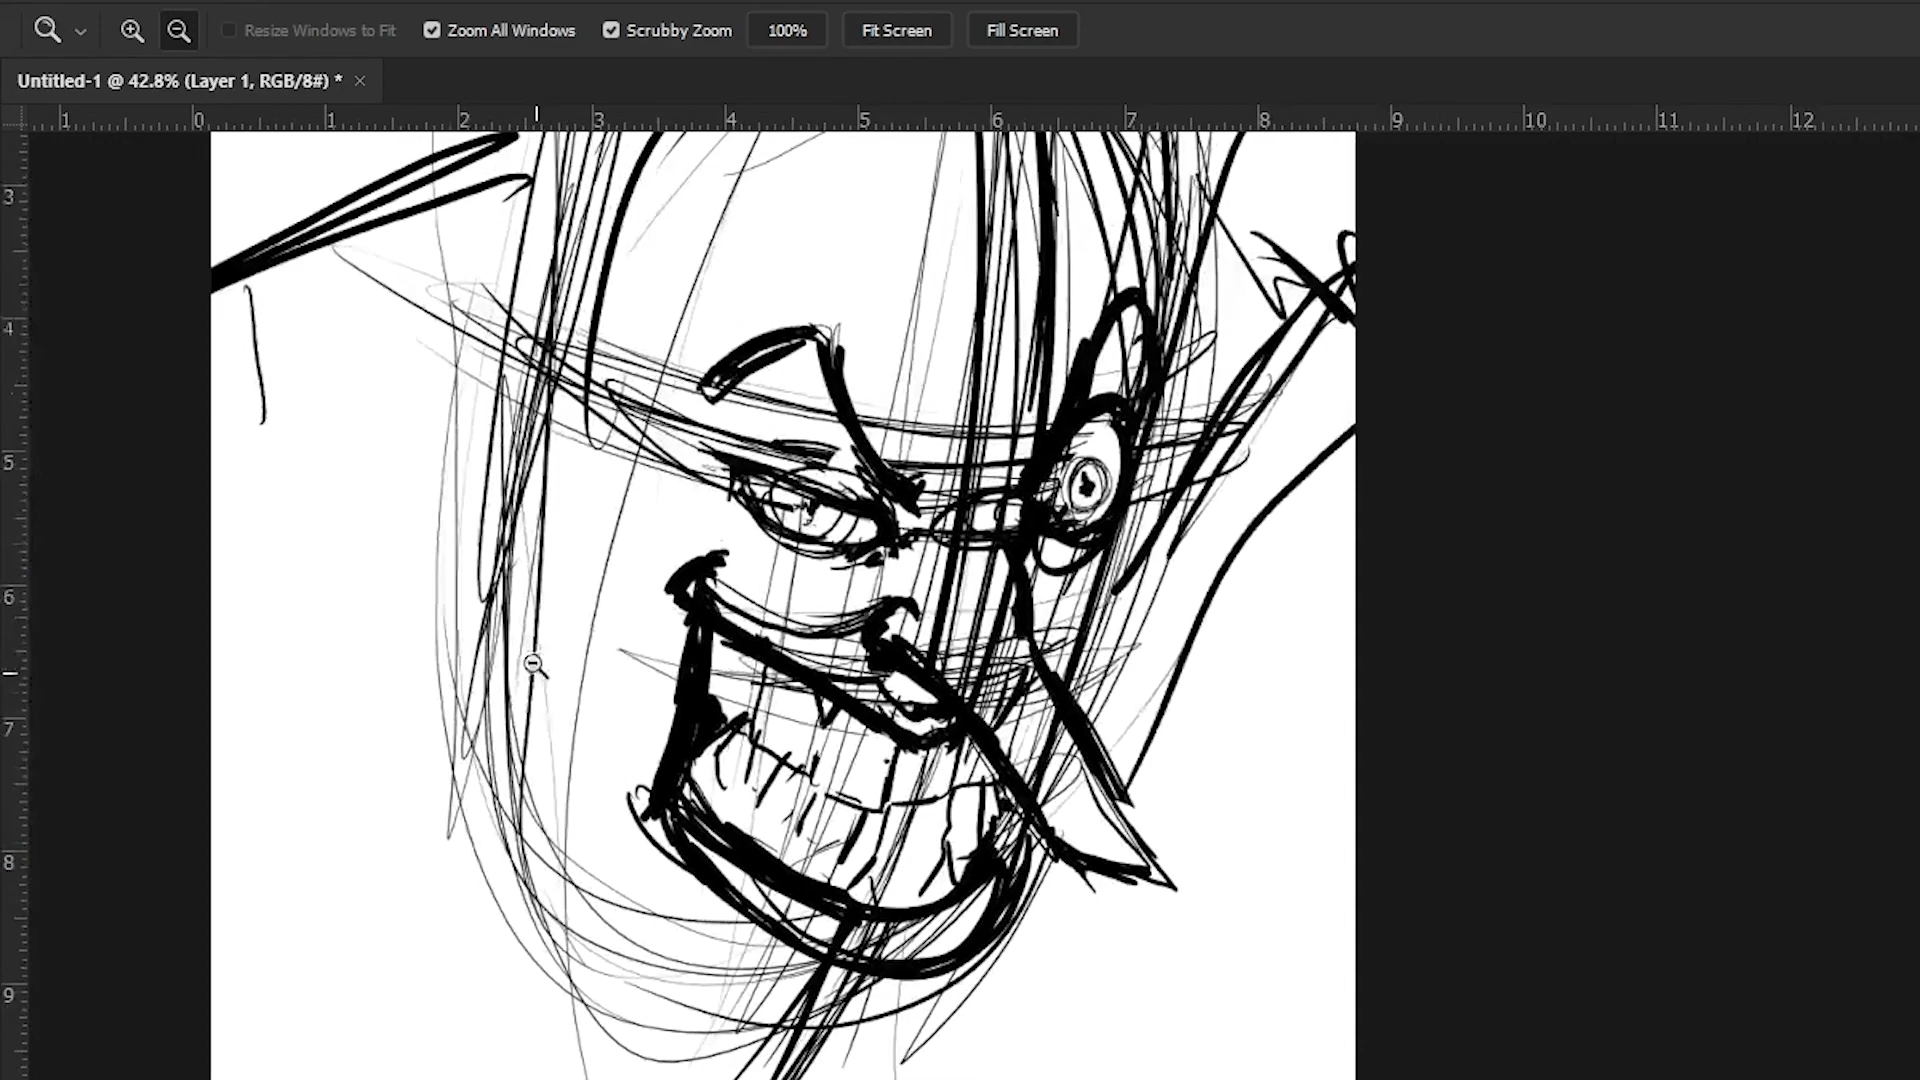 Resize Windows to Fit
Zoom All Windows
Scrubby Zoom
100%
Fit Screen
Fill Screen
Untitled-1 @ 42.8% (Layer 1, RGB/8#) * ×
1 0 1 2 3 4 5 6 7 8 9 10 11 12
3
4
5
6
7
8
9